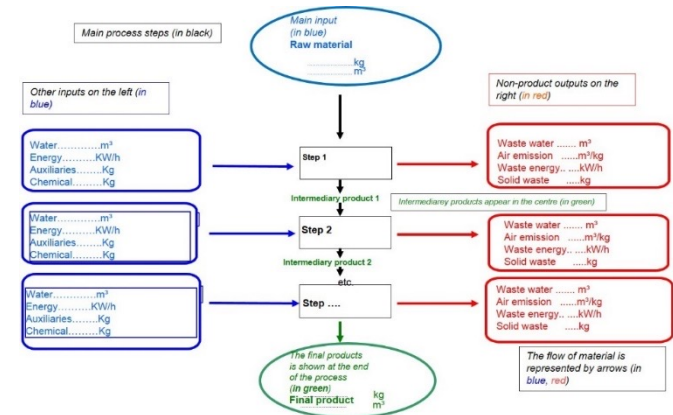 Main process steps (in black)
Main input
(in blue)
Raw material
..................kg
..................m³
Other inputs on the left (in
blue)
Non-product outputs on the
right (in red)
Water.............m³
Energy..........KW/h
Auxiliaries........Kg
Chemical.........Kg
Step 1
Waste water ....... m³
Air emission ......m³/kg
Waste energy.. ....kW/h
Solid waste .....kg
Intermediary product 1
Intermediarey products appear in the centre (in green)
Water.............m³
Energy..........KW/h
Auxiliaries........Kg
Chemical.........Kg
Step 2
Waste water ....... m³
Air emission ......m³/kg
Waste energy.. ....kW/h
Solid waste .....kg
Intermediary product 2
etc.
Water.............m³
Energy..........KW/h
Auxiliaries........Kg
Chemical.........Kg
Step ....
Waste water ....... m³
Air emission ......m³/kg
Waste energy.. ....kW/h
Solid waste .....kg
The final products
is shown at the end
of the process
(in green)
Final product kg
.................. m³
The flow of material is
represented by arrows (in
blue, red)